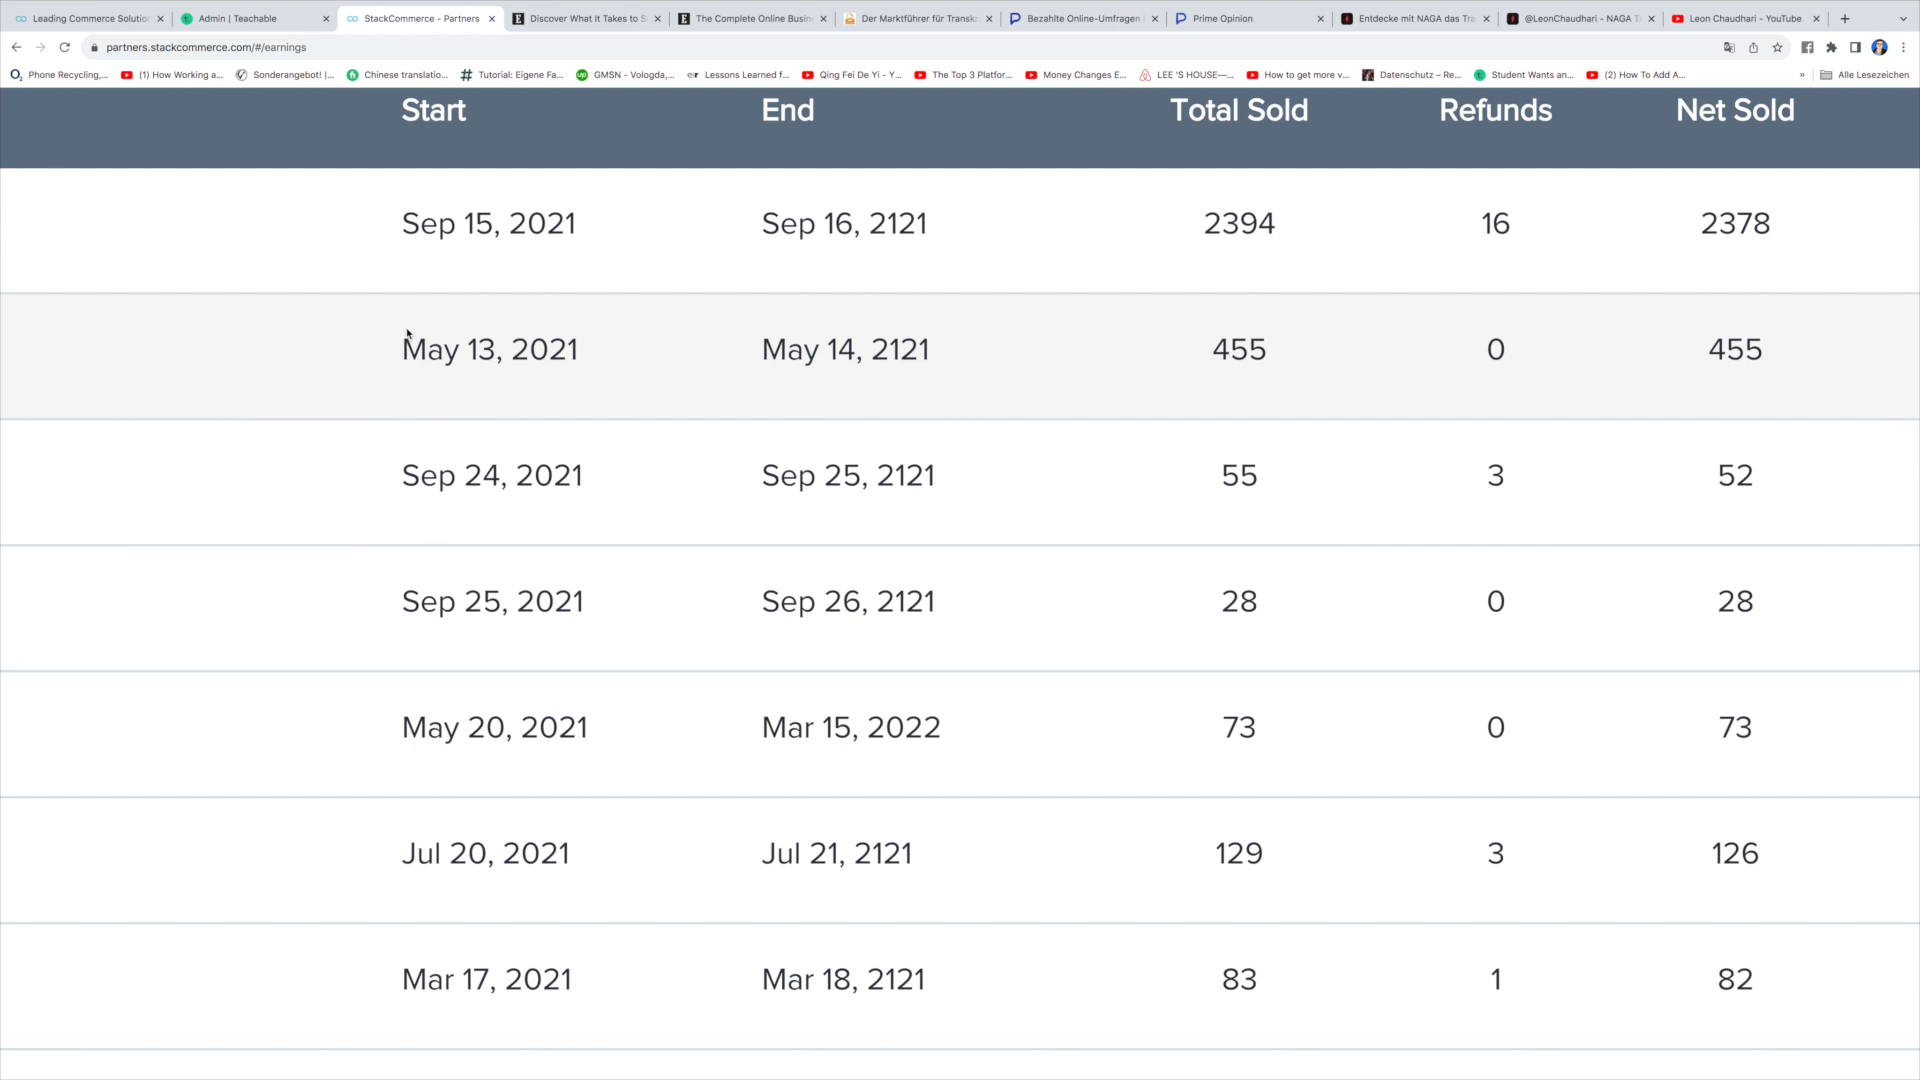 Leading Commerce Solution
Admin | Teachable
StackCommerce - Partners
Discover What It Takes to S
The Complete Online Busin
Der Marktführer für Transkr
Bezahlte Online-Umfragen
Prime Opinion
Entdecke mit NAGA das Tra
@LeonChaudhari - NAGA T
Leon Chaudhari - YouTube
partners.stackcommerce.com/#/earnings
Phone Recycling,...
(1) How Working a...
Sonderangebot! |...
Chinese translatio...
Tutorial: Eigene Fa...
GMSN - Vologda,...
Lessons Learned f...
Qing Fei De Yi - Y...
The Top 3 Platfor...
Money Changes E...
LEE 'S HOUSE—...
How to get more v...
Datenschutz – Re...
Student Wants an...
(2) How To Add A...
»
Alle Lesezeichen
Start End Total Sold Refunds Net Sold
Sep 15, 2021 Sep 16, 2121 2394 16 2378
May 13, 2021 May 14, 2121 455 0 455
Sep 24, 2021 Sep 25, 2121 55 3 52
Sep 25, 2021 Sep 26, 2121 28 0 28
May 20, 2021 Mar 15, 2022 73 0 73
Jul 20, 2021 Jul 21, 2121 129 3 126
Mar 17, 2021 Mar 18, 2121 83 1 82